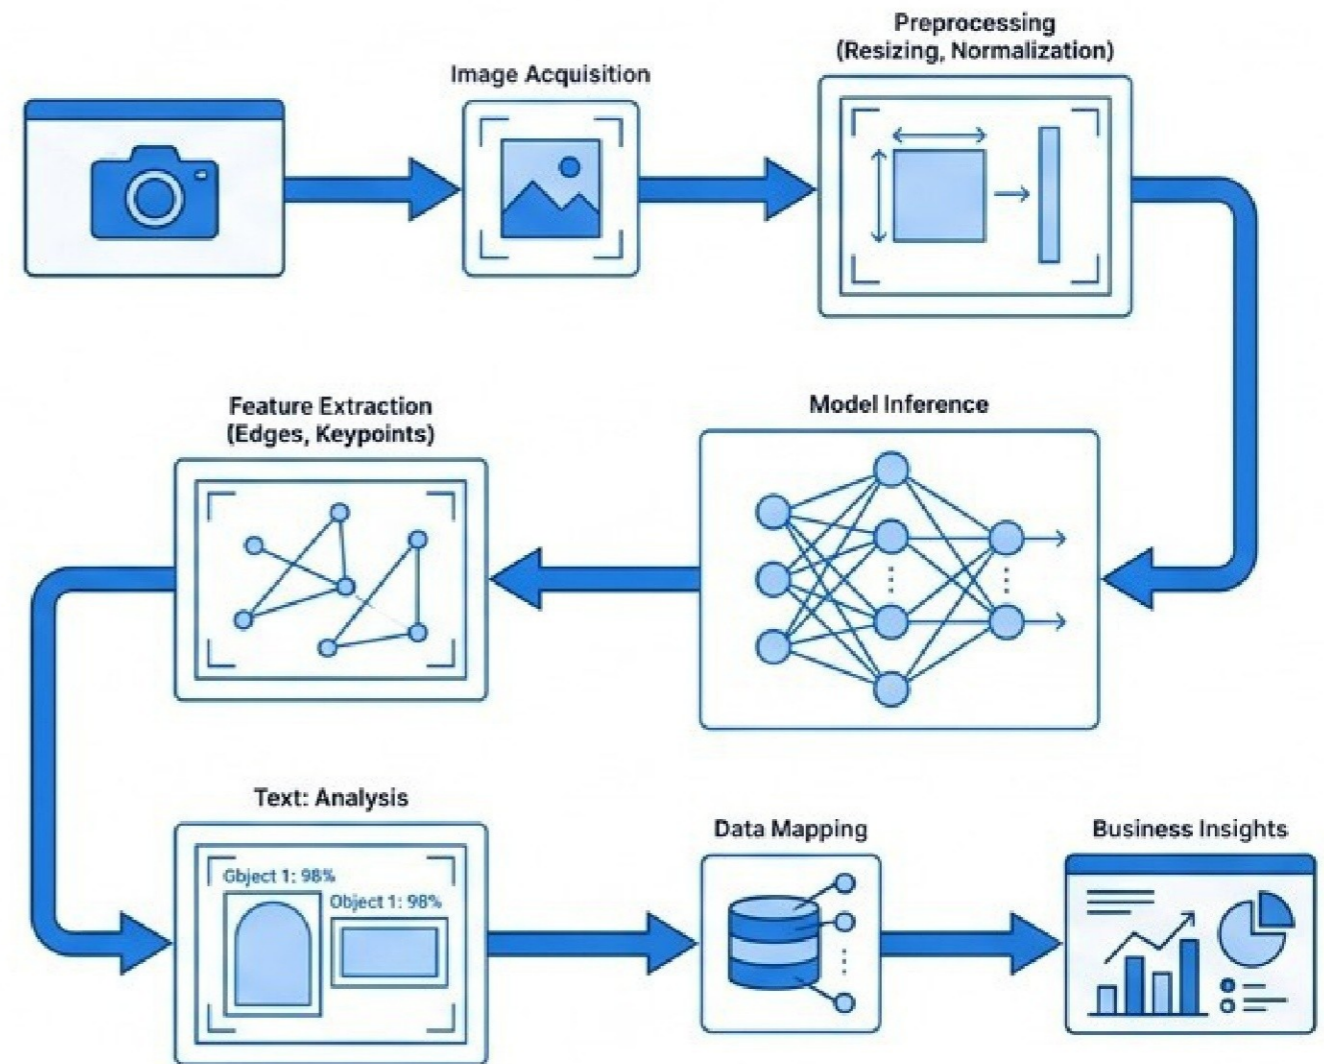 Image Acquisition
Preprocessing
(Resizing, Normalization)
Model Inference
Feature Extraction
(Edges, Keypoints)
Text: Analysis
Gbject 1: 98%
Object 1: 98%
Data Mapping
Business Insights